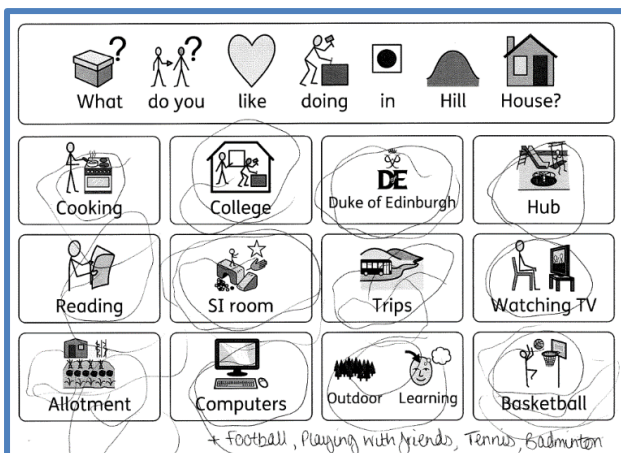 ? ?
What do you like doing in Hill House?
DofE
Cooking College Duke of Edinburgh Hub
Reading SI room Trips Watching TV
Allotment Computers Outdoor Learning Basketball
+ Football, Playing with friends, Tennis, Badminton